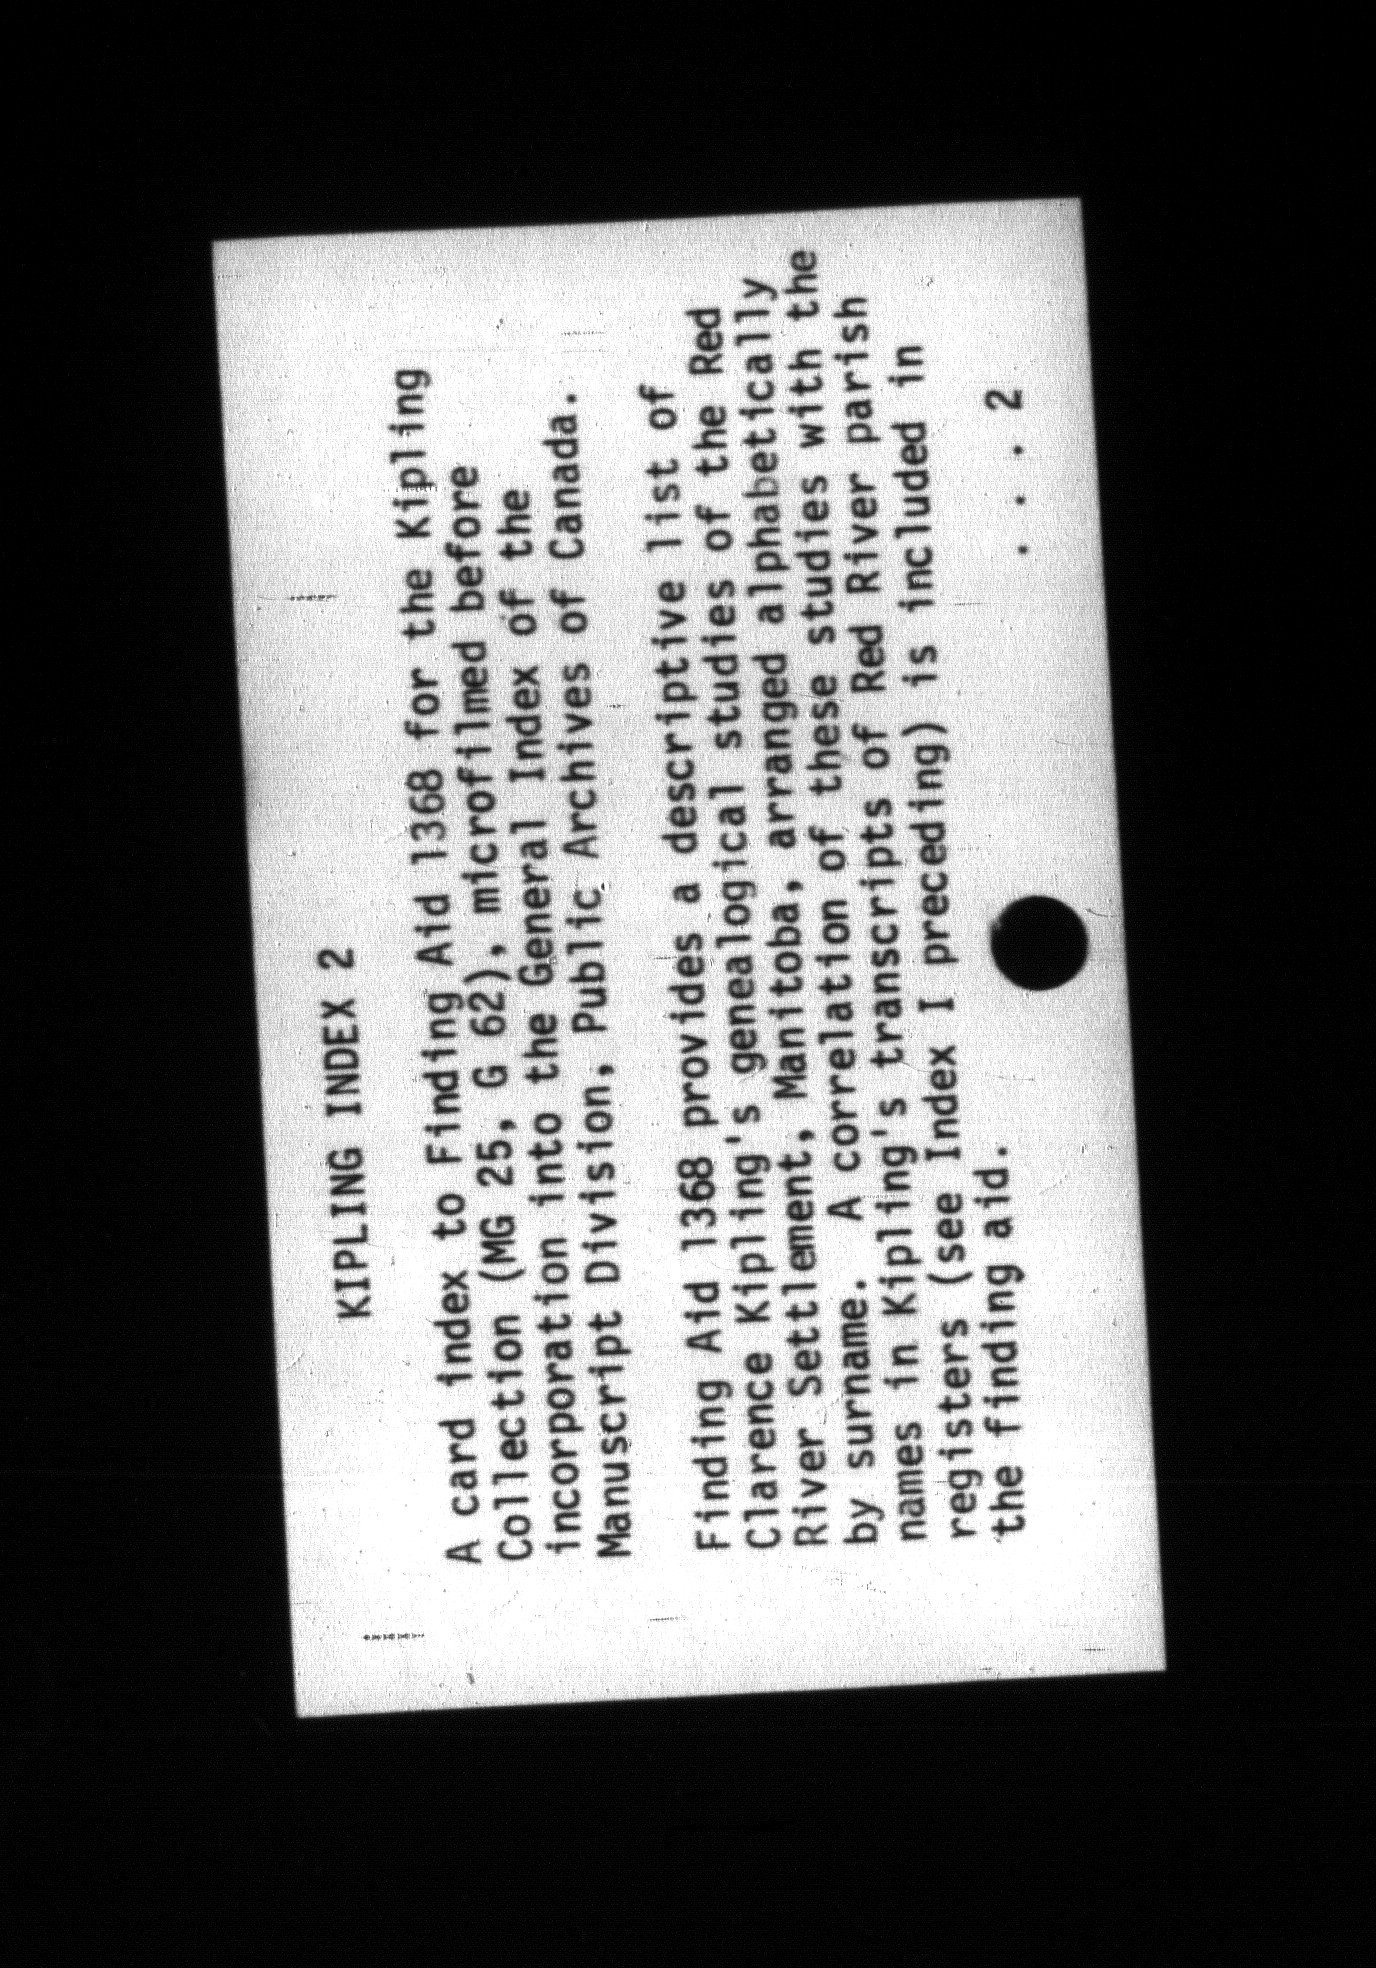 KIPLING INDEX 2
A card index to Finding Aid 1368 for the Kipling
Collection (MG 25, G 62), microfilmed before
incorporation into the General Index of the
Manuscript Division, Public Archives of Canada.
Finding Aid 1368 provides a descriptive list of
Clarence Kipling's genealogical studies of the Red
River Settlement, Manitoba, arranged alphabetically
by surname. A correlation of these studies with the
names in Kipling's transcripts of Red River parish
registers (see Index I preceding) is included in
the finding aid.
. . . 2